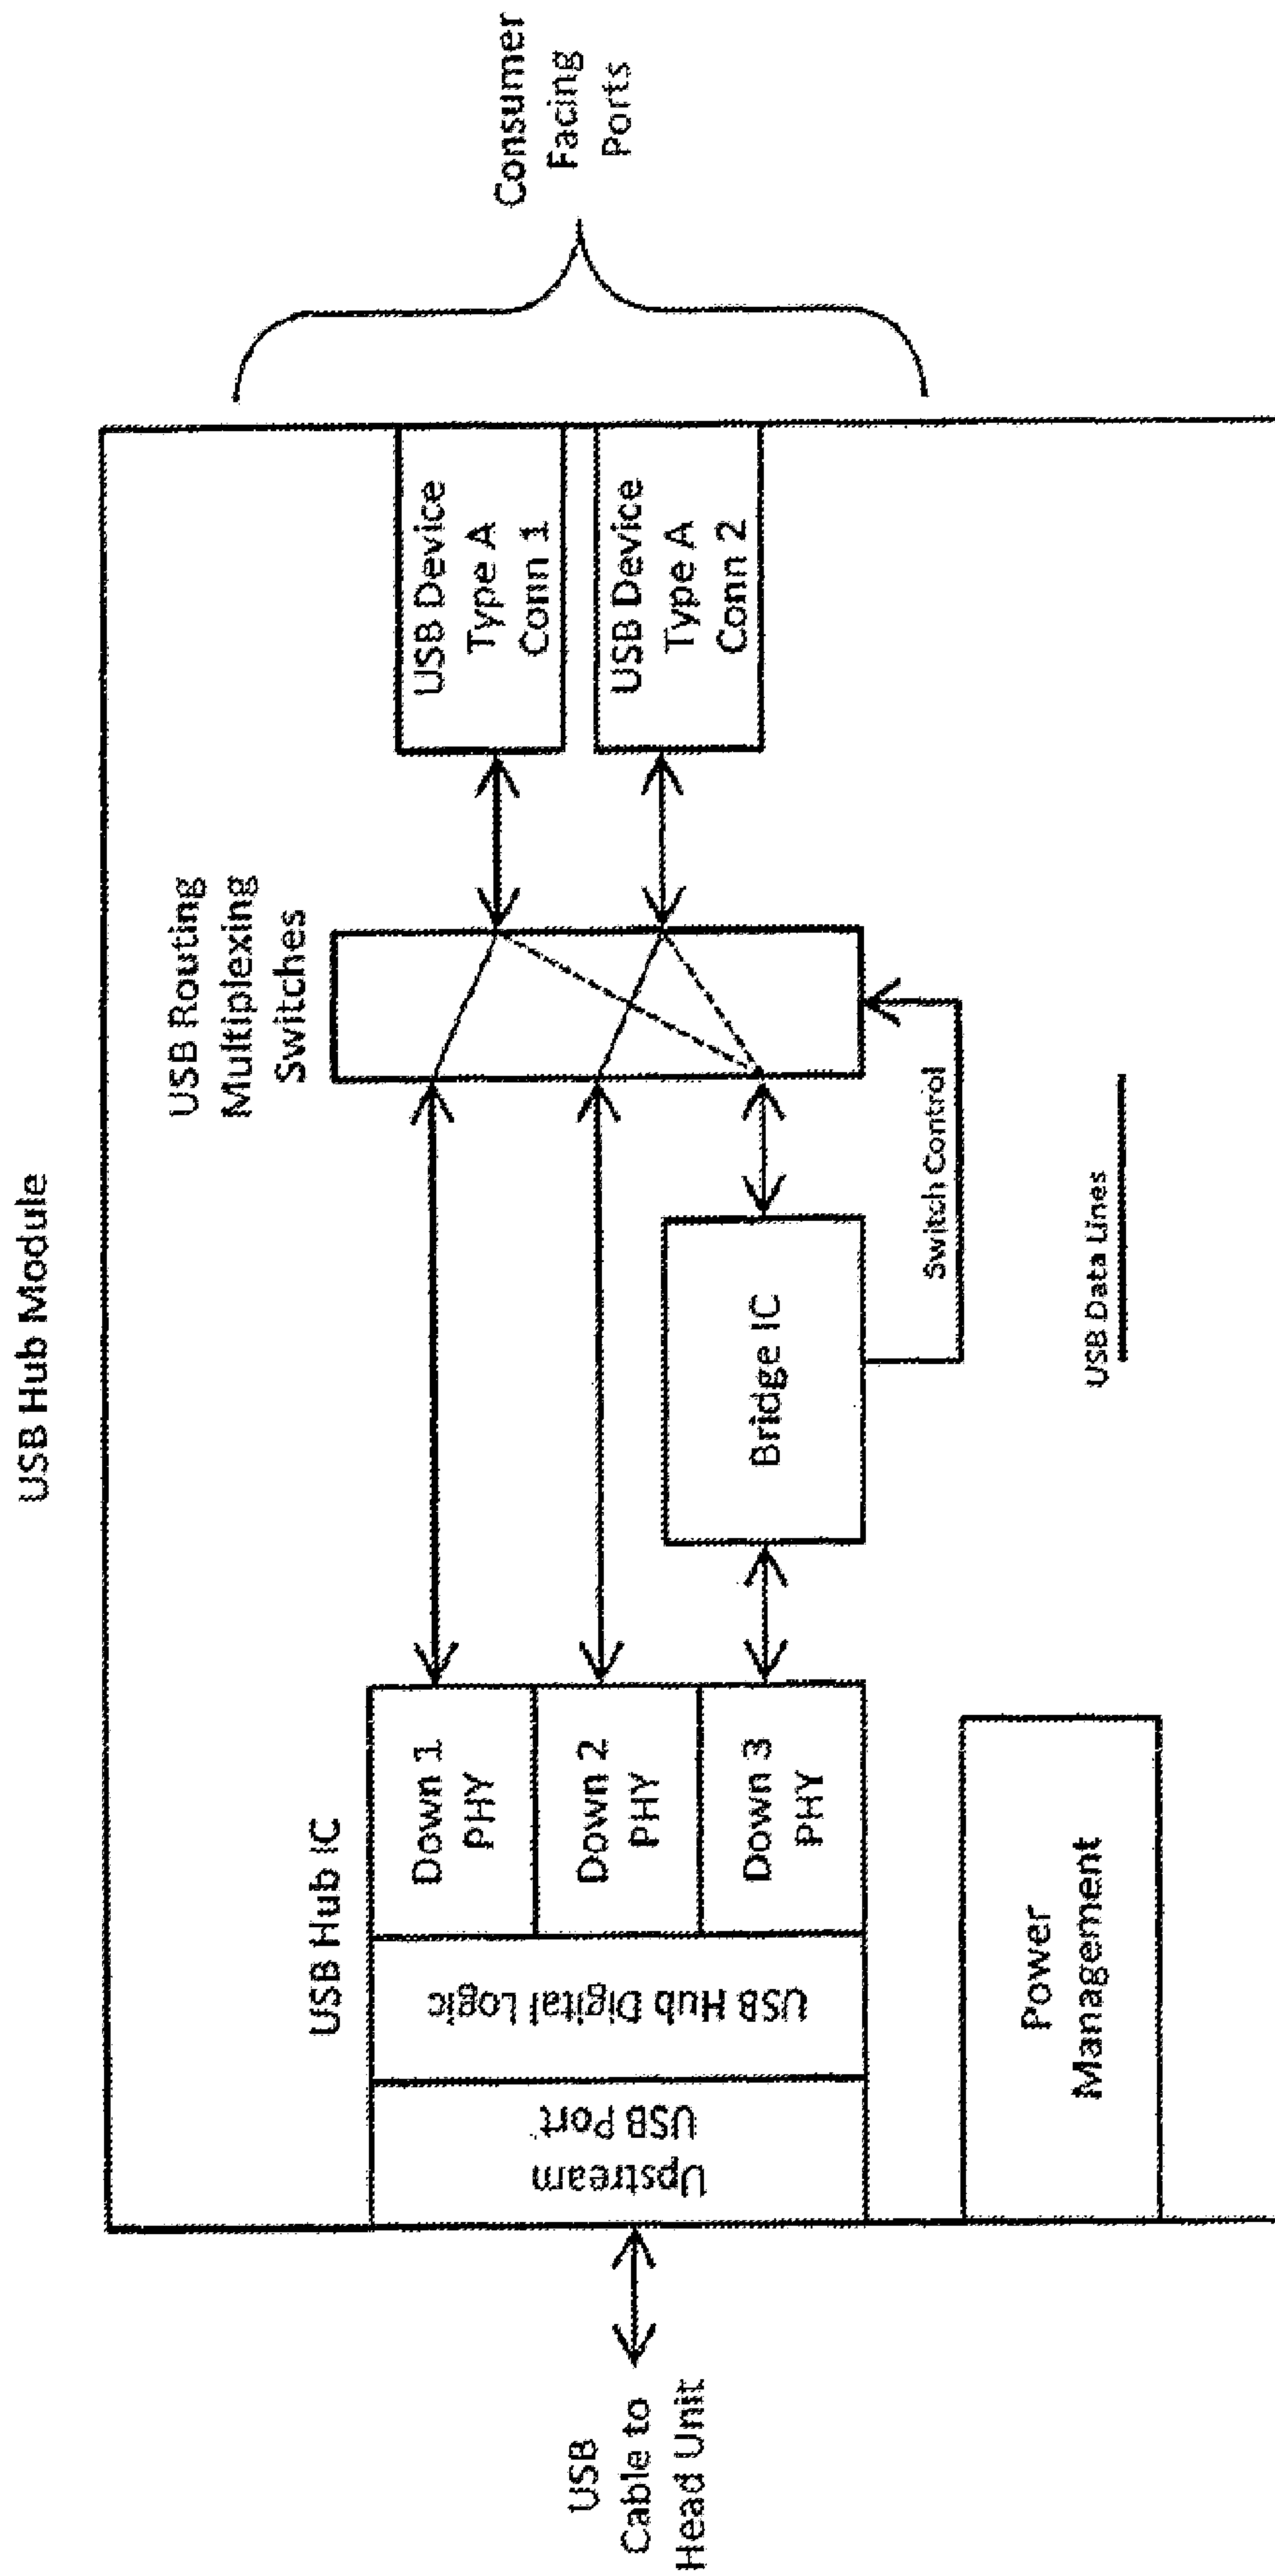 USB Hub Module
USB Cable to
Head Unit
USB Hub IC
Upstream
USB Port
USB Hub Digital Logic
Down 1
PHY
Down 2
PHY
Down 3
PHY
Power
Management
Bridge IC
Switch Control
USB Data Lines
USB Routing
Multiplexing
Switches
USB Device
Type A
Conn 1
USB Device
Type A
Conn 2
Consumer
Facing
Ports